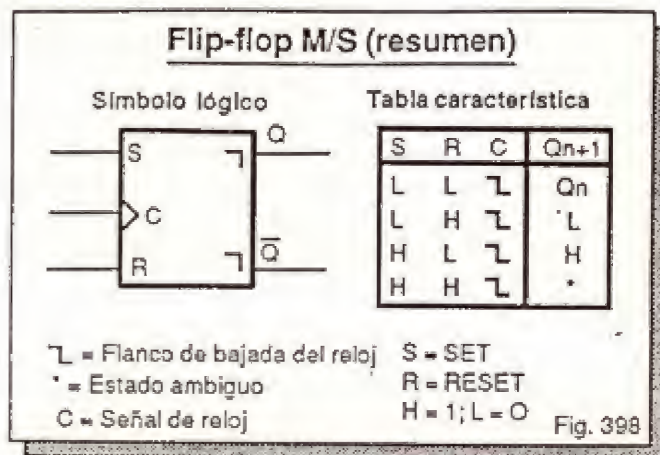 Flip-flop M/S (resumen)
Símbolo lógico
S Q
C
R Q̅
Tabla característica
S R C Qn+1
L L ⎤_ Qn
L H ⎤_ L
H L ⎤_ H
H H ⎤_ *
⎤_ = Flanco de bajada del reloj
* = Estado ambiguo
C = Señal de reloj
S = SET
R = RESET
H = 1; L = O
Fig. 398